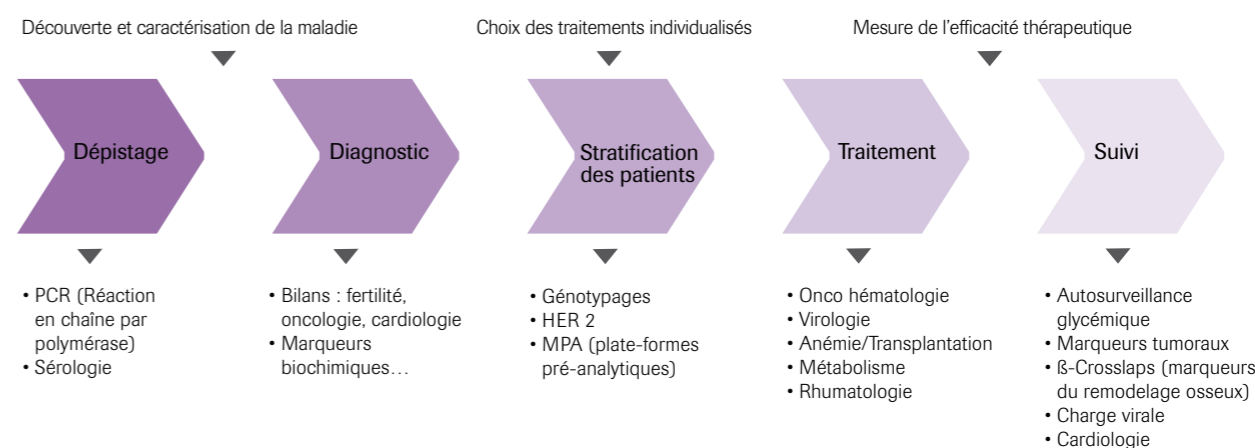 Découverte et caractérisation de la maladie
Choix des traitements individualisés
Mesure de l'efficacité thérapeutique
Dépistage
Diagnostic
Stratification
des patients
Traitement
Suivi
• PCR (Réaction
en chaîne par
polymérase)
• Sérologie
• Bilans : fertilité,
oncologie, cardiologie
• Marqueurs
biochimiques…
• Génotypages
• HER 2
• MPA (plate-formes
pré-analytiques)
• Onco hématologie
• Virologie
• Anémie/Transplantation
• Métabolisme
• Rhumatologie
• Autosurveillance
glycémique
• Marqueurs tumoraux
• ß-Crosslaps (marqueurs
du remodelage osseux)
• Charge virale
• Cardiologie